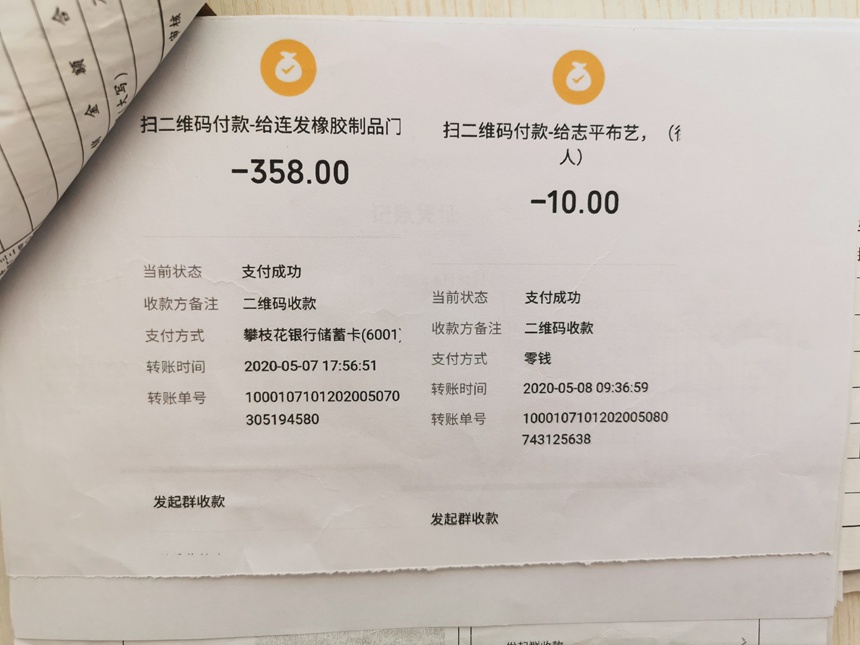 扫二维码付款-给连发橡胶制品门
-358.00
当前状态 支付成功
收款方备注 二维码收款
支付方式 攀枝花银行储蓄卡(6001)
转账时间 2020-05-07 17:56:51
转账单号 1000107101202005070
305194580
发起群收款
扫二维码付款-给志平布艺，（
人）
-10.00
当前状态 支付成功
收款方备注 二维码收款
支付方式 零钱
转账时间 2020-05-08 09:36:59
转账单号 1000107101202005080
743125638
发起群收款
审核
金额
(大写)